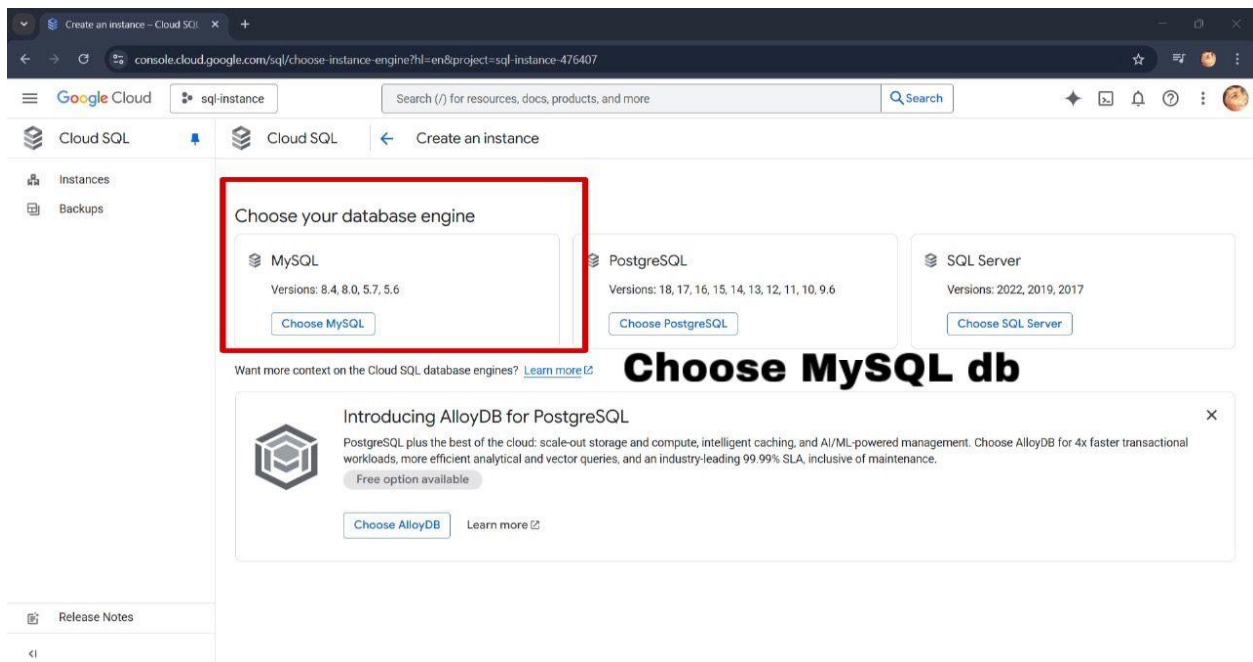 Create an instance – Cloud SQL
console.cloud.google.com/sql/choose-instance-engine?hl=en&project=sql-instance-476407
Google Cloud
sql-instance
Search (/) for resources, docs, products, and more
Search
Cloud SQL
Cloud SQL
Create an instance
Instances
Backups
Choose your database engine
MySQL
Versions: 8.4, 8.0, 5.7, 5.6
Choose MySQL
PostgreSQL
Versions: 18, 17, 16, 15, 14, 13, 12, 11, 10, 9.6
Choose PostgreSQL
SQL Server
Versions: 2022, 2019, 2017
Choose SQL Server
Want more context on the Cloud SQL database engines? Learn more
Choose MySQL db
Introducing AlloyDB for PostgreSQL
PostgreSQL plus the best of the cloud: scale-out storage and compute, intelligent caching, and AI/ML-powered management. Choose AlloyDB for 4x faster transactional
workloads, more efficient analytical and vector queries, and an industry-leading 99.99% SLA, inclusive of maintenance.
Free option available
Choose AlloyDB
Learn more
Release Notes